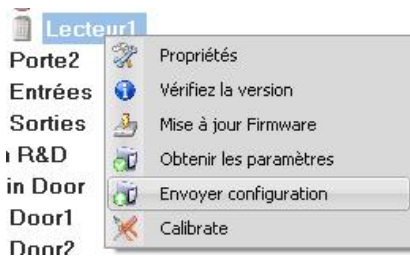 Lecteur1
Porte2
Entrées
Sorties
R&D
in Door
Door1
Door2
Propriétés
Vérifiez la version
Mise à jour Firmware
Obtenir les paramètres
Envoyer configuration
Calibrate